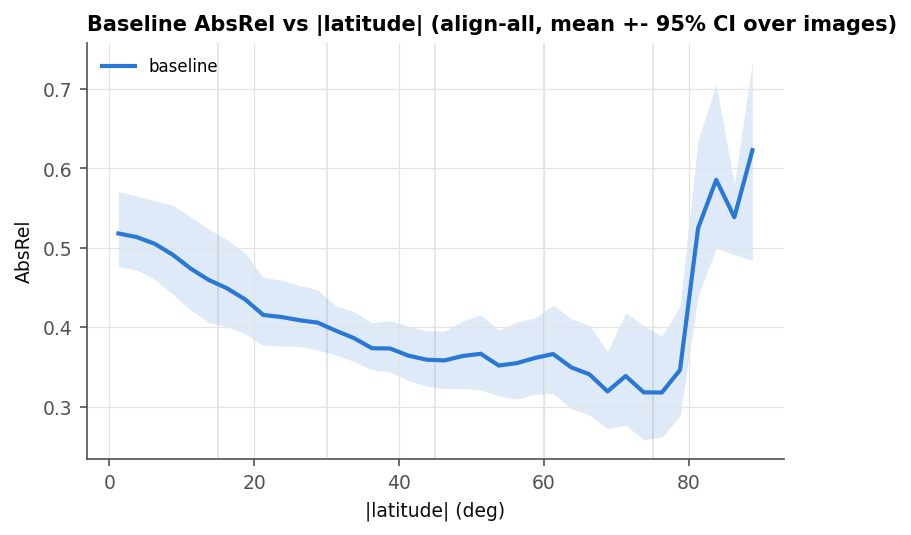 Baseline AbsRel vs |latitude| (align-all, mean +- 95% CI over images)
baseline
0.7
0.6
0.5
0.4
0.3
AbsRel
0 20 40 60 80
|latitude| (deg)